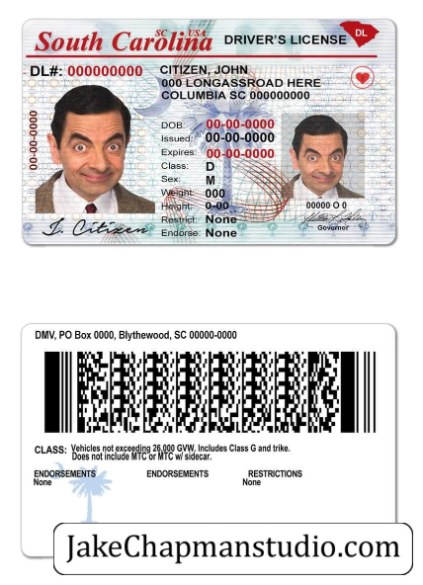 South Carolina SC USA DRIVER'S LICENSE DL
DL#: 000000000
CITIZEN, JOHN
000 LONGASSROAD HERE
COLUMBIA SC 000000000
00-00-0000
DOB: 00-00-0000
Issued: 00-00-0000
Expires: 00-00-0000
Class: D
Sex: M
Weight: 000
Height: 0-00
Restrict: None
Endorse: None
00000 O 0
Governor
J. Citizen
DMV, PO Box 0000, Blythewood, SC 00000-0000
CLASS: Vehicles not exceeding 26,000 GVW. Includes Class G and trike.
Does not include MTC or MTC w/ sidecar.
ENDORSEMENTS ENDORSEMENTS RESTRICTIONS
None None
JakeChapmanstudio.com